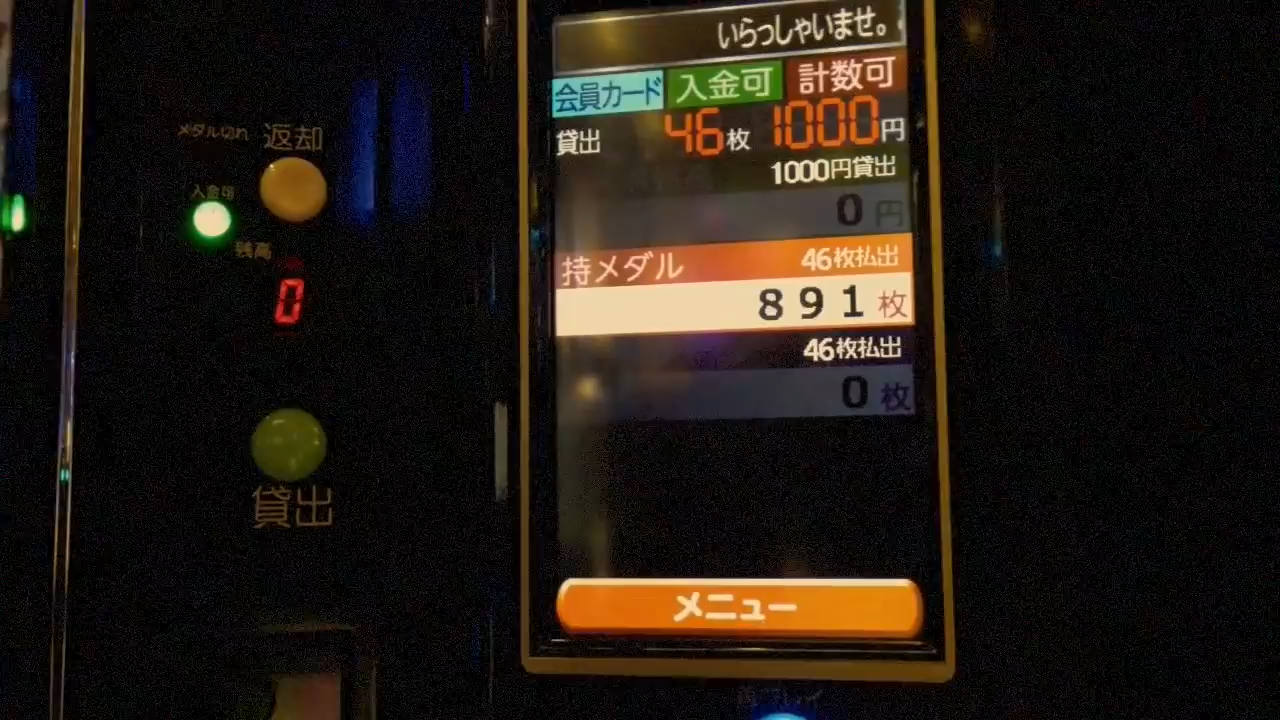 いらっしゃいませ。
会員カード 入金可 計数可
貸出 46枚 1000円
1000円貸出
0円
持メダル 46枚払出
891枚
46枚払出
0枚
メニュー
メダル切れ 返却
入金可
残高
0
貸出